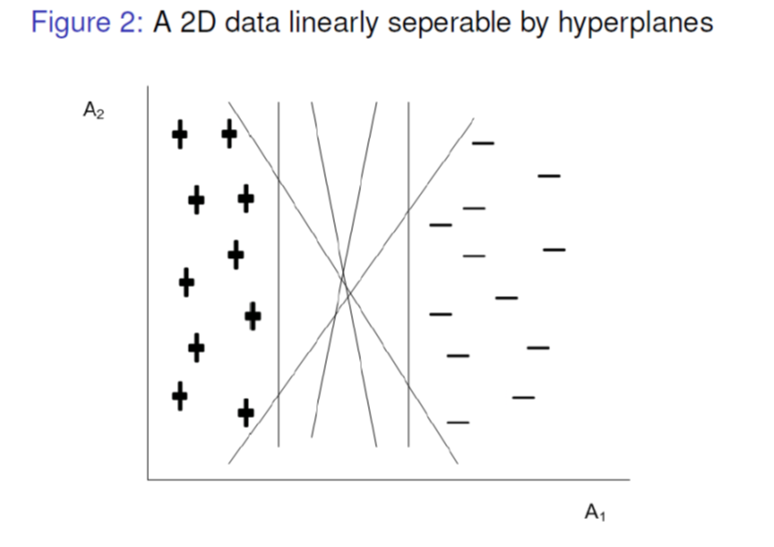 Figure 2: A 2D data linearly seperable by hyperplanes
A₂
A₁